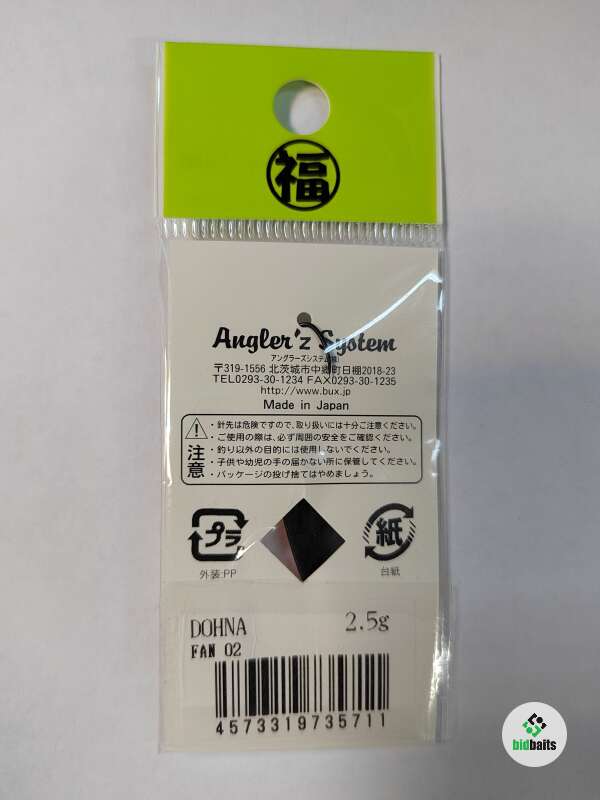 福
Angler'z System
アングラーズシステム(有)
〒319-1556 北茨城市中郷町日棚2018-23
TEL0293-30-1234 FAX0293-30-1235
http://www.bux.jp
Made in Japan
注意
・針先は危険ですので、取り扱いには十分ご注意ください。
・ご使用の際は、必ず周囲の安全をご確認ください。
・釣り以外の目的には使用しないでください。
・子供や幼児の手の届かない所に保管してください。
・パッケージの投げ捨てはやめましょう。
プラ
紙
外装:PP
台紙
DOHNA 2.5g
FAN 02
4573319735711
bidbaits